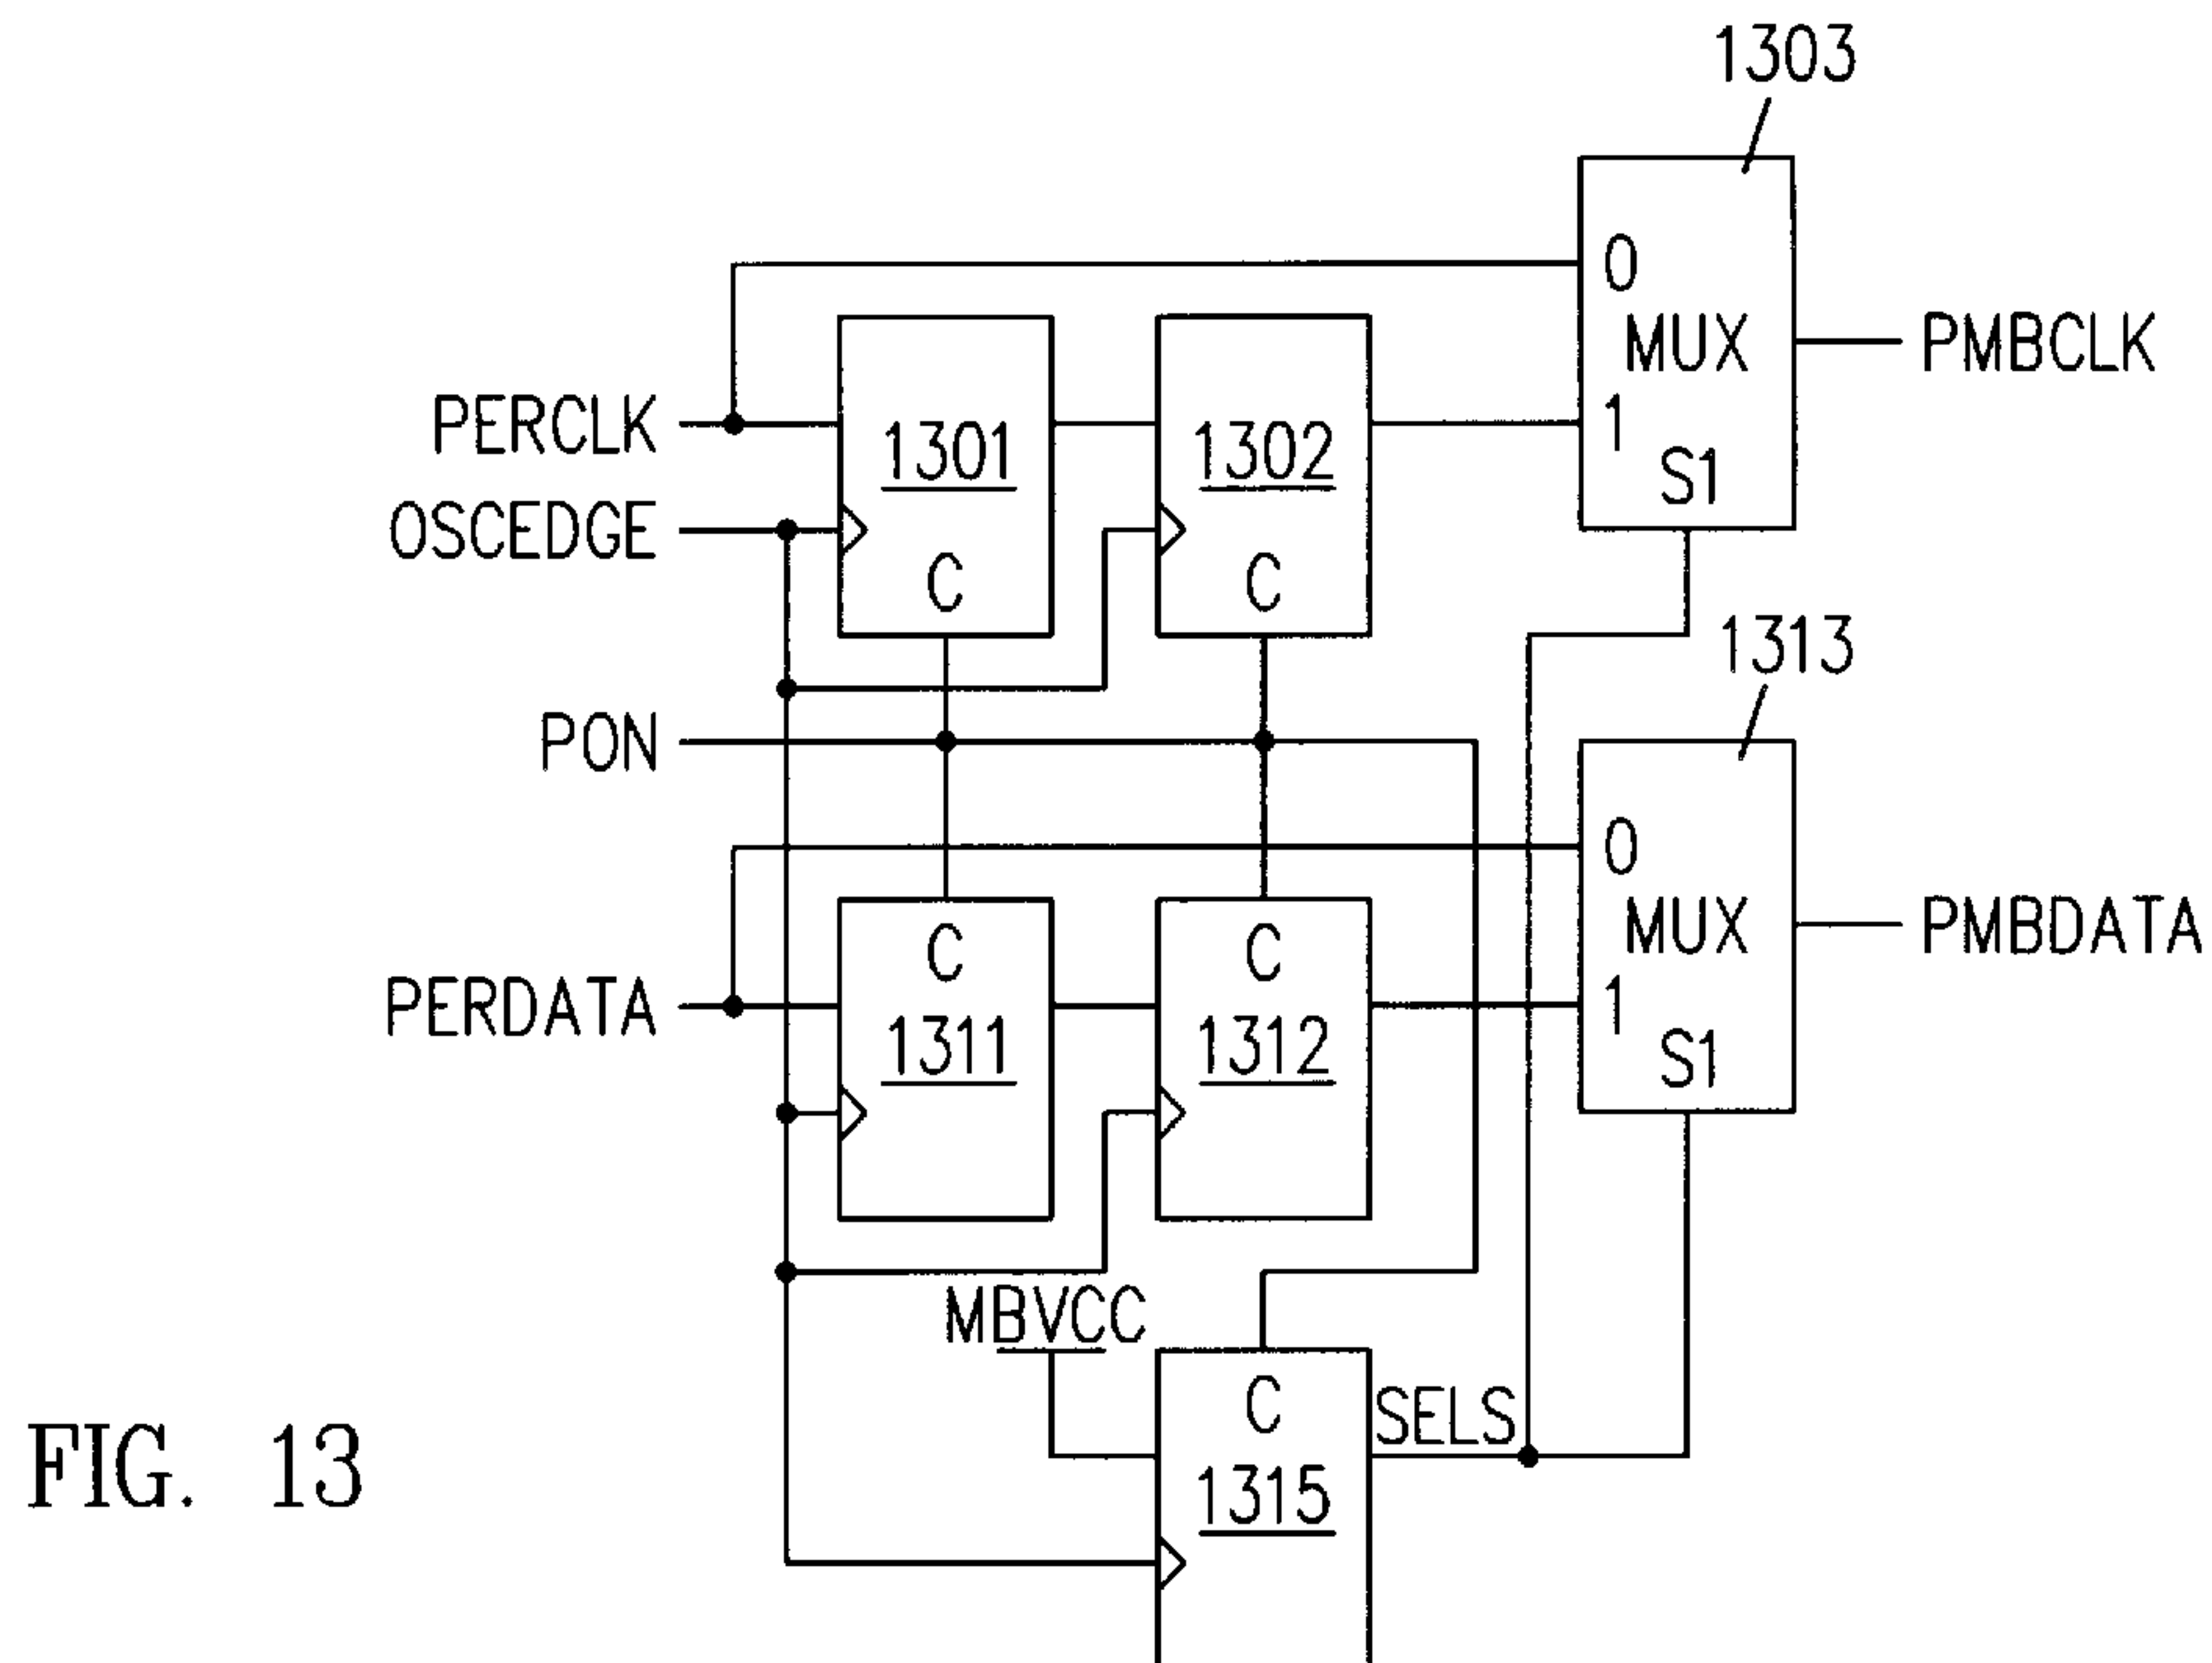 1303
0
MUX
1
S1
PMBCLK
PERCLK
1301
C
1302
C
OSCEDGE
PON
1313
0
MUX
1
S1
PMBDATA
PERDATA
C
1311
C
1312
MBVCC
C
1315
SELS
FIG. 13